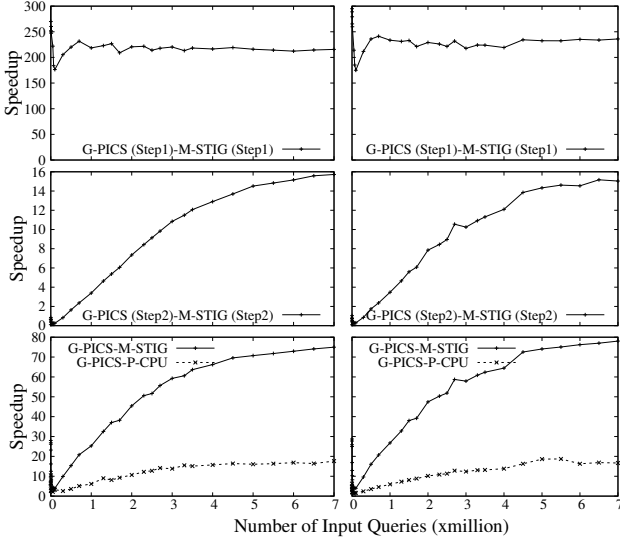 300
250
200
150
100
50
0
Speedup
G-PICS (Step1)-M-STIG (Step1)
G-PICS (Step1)-M-STIG (Step1)
16
14
12
10
8
6
4
2
0
Speedup
G-PICS (Step2)-M-STIG (Step2)
G-PICS (Step2)-M-STIG (Step2)
80
70
60
50
40
30
20
10
0
Speedup
G-PICS-M-STIG
G-PICS-P-CPU
G-PICS-M-STIG
G-PICS-P-CPU
0 1 2 3 4 5 6 7
0 1 2 3 4 5 6 7
Number of Input Queries (xmillion)